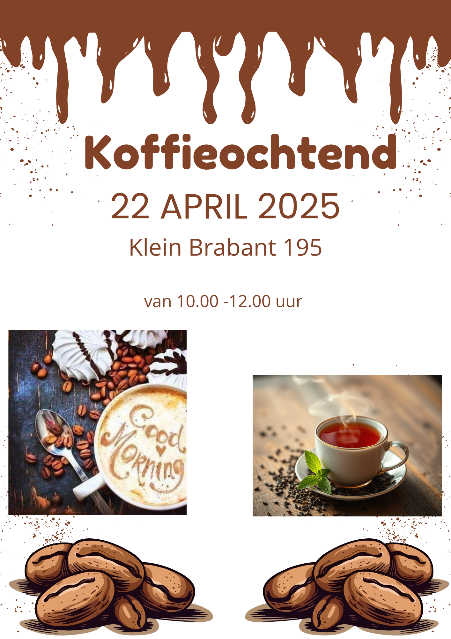 Koffieochtend
22 APRIL 2025
Klein Brabant 195
van 10.00 -12.00 uur
Good
Morning